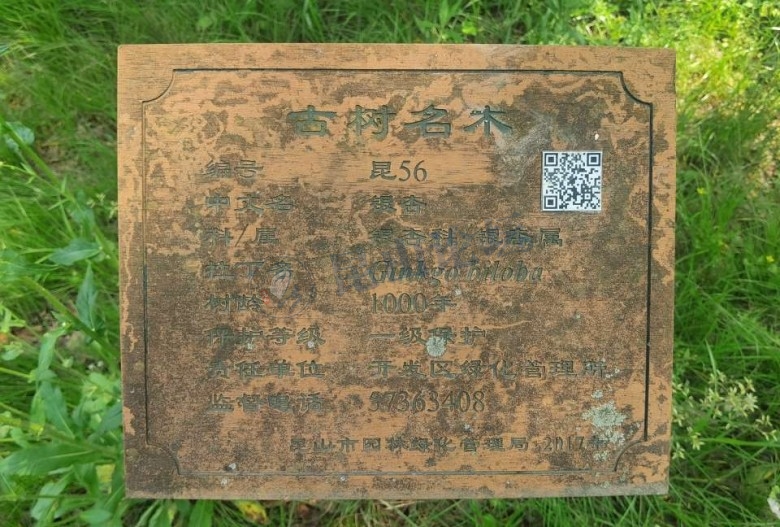 古树名木
编号 昆56
中文名 银杏
科/属 银杏科 银杏属
拉丁名 Ginkgo biloba
树龄 1000年
保护等级 一级保护
责任单位 开发区绿化管理所
监督电话 57363408
昆山市园林绿化管理局 2017年